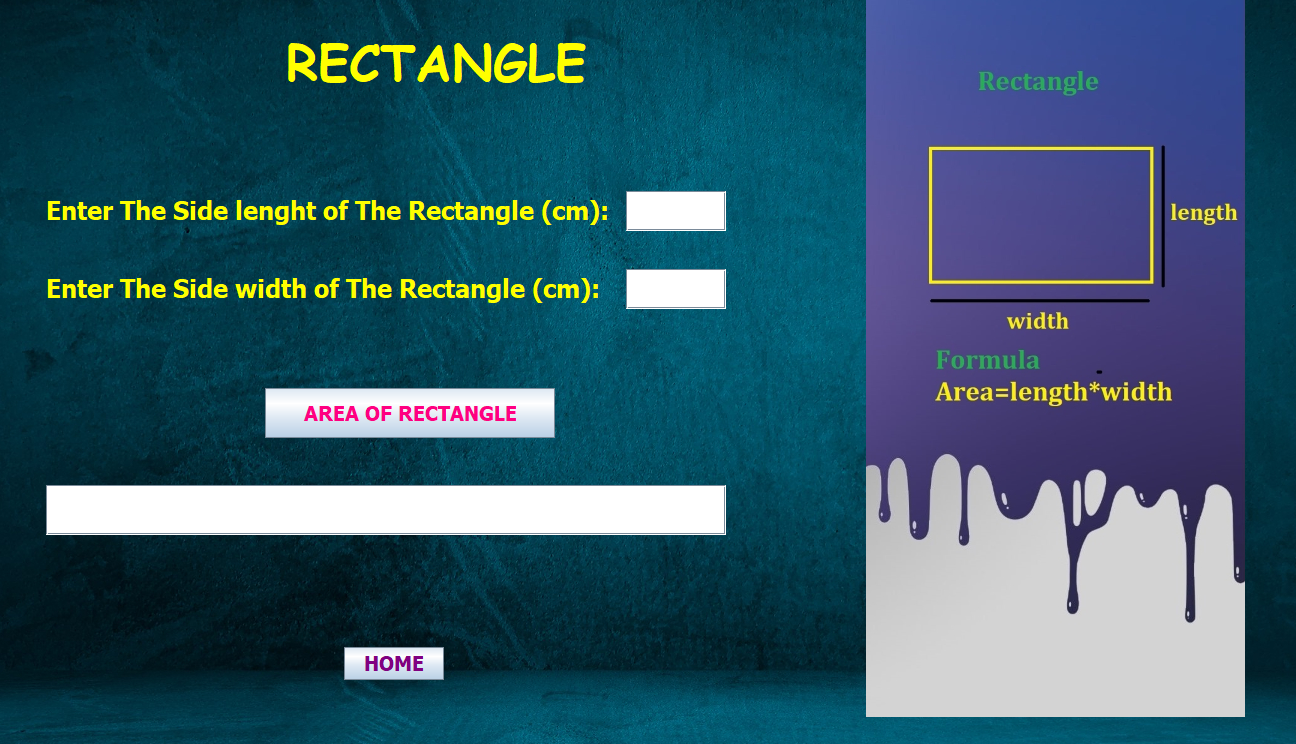 RECTANGLE
Enter The Side lenght of The Rectangle (cm):
Enter The Side width of The Rectangle (cm):
AREA OF RECTANGLE
HOME
Rectangle
length
width
Formula
Area=length*width